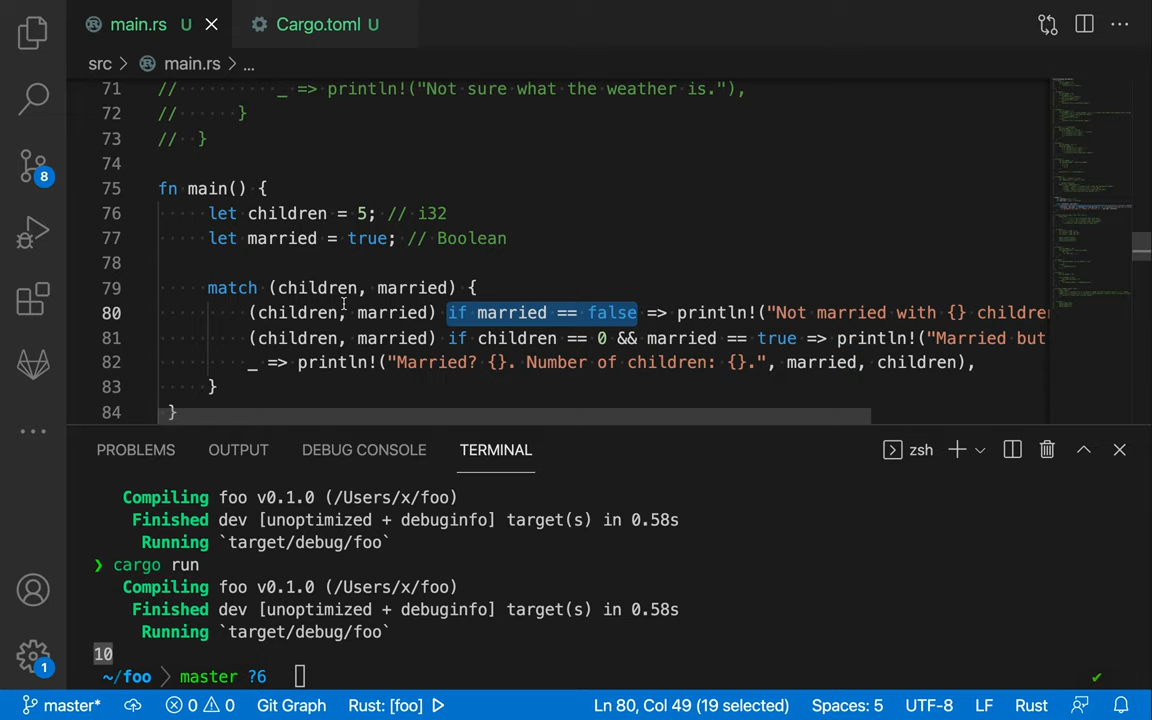 main.rs U Cargo.toml U
src main.rs ...
71 // _ => println!("Not sure what the weather is."),
72 // }
73 // }
74
75 fn main() {
76 let children = 5; // i32
77 let married = true; // Boolean
78
79 match (children, married) {
80 (children, married) if married == false => println!("Not married with {} childre
81 (children, married) if children == 0 && married == true => println!("Married but
82 _ => println!("Married? {}. Number of children: {}.", married, children),
83 }
84 }
8
PROBLEMS OUTPUT DEBUG CONSOLE TERMINAL zsh
Compiling foo v0.1.0 (/Users/x/foo)
Finished dev [unoptimized + debuginfo] target(s) in 0.58s
Running `target/debug/foo`
❯ cargo run
Compiling foo v0.1.0 (/Users/x/foo)
Finished dev [unoptimized + debuginfo] target(s) in 0.58s
Running `target/debug/foo`
10
~/foo master ?6
1
master* 0 0 Git Graph Rust: [foo] Ln 80, Col 49 (19 selected) Spaces: 5 UTF-8 LF Rust